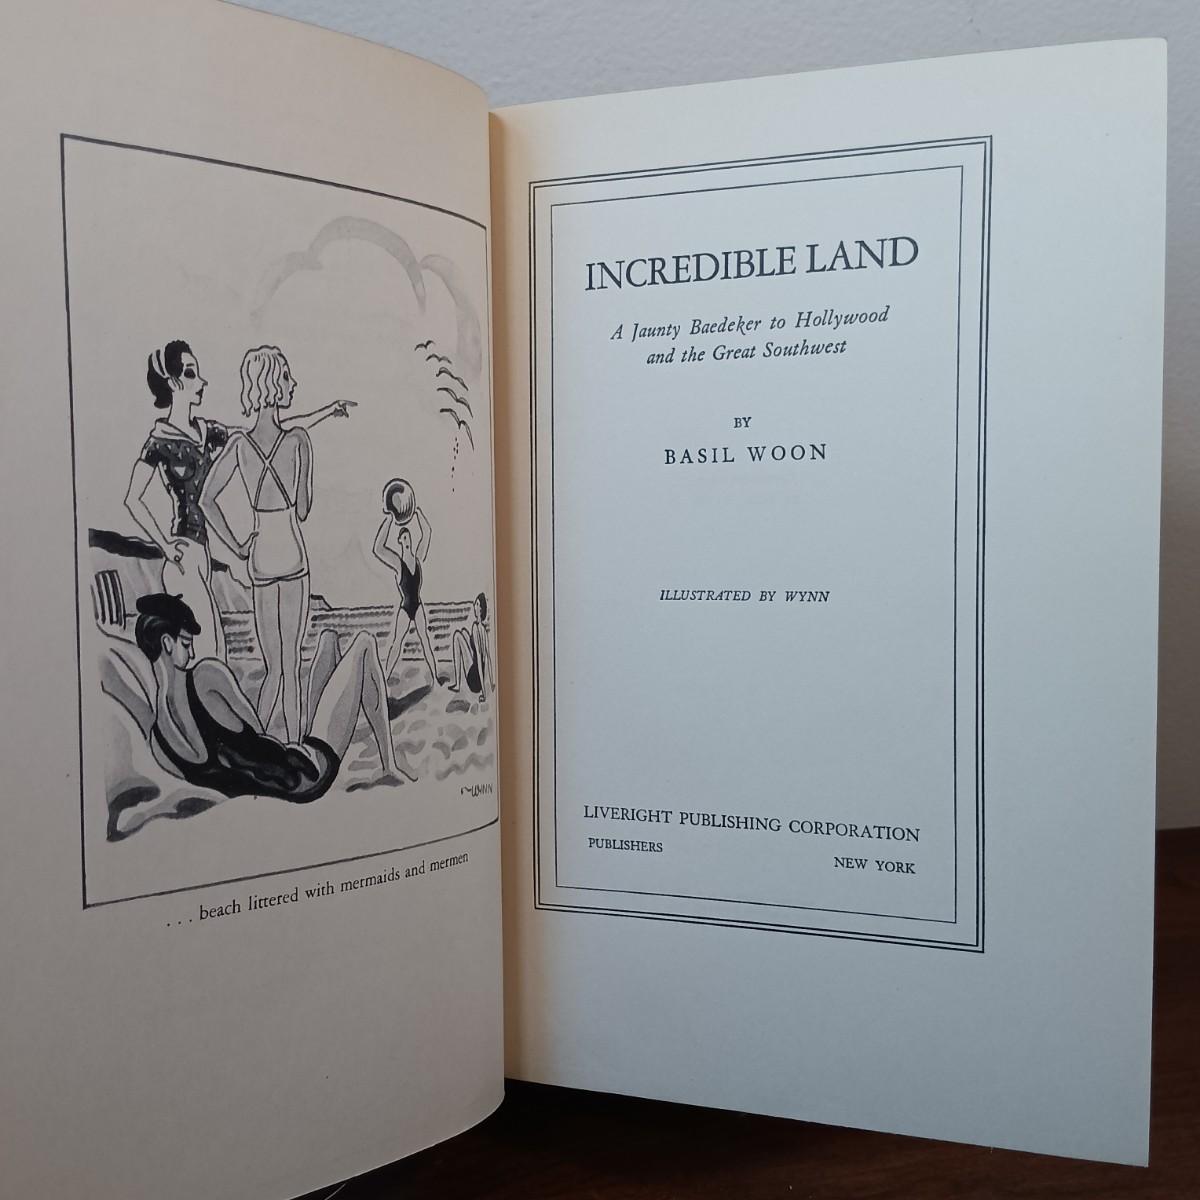 WYNN
. . . beach littered with mermaids and mermen
INCREDIBLE LAND
A Jaunty Baedeker to Hollywood
and the Great Southwest
BY
BASIL WOON
ILLUSTRATED BY WYNN
LIVERIGHT PUBLISHING CORPORATION
PUBLISHERS NEW YORK